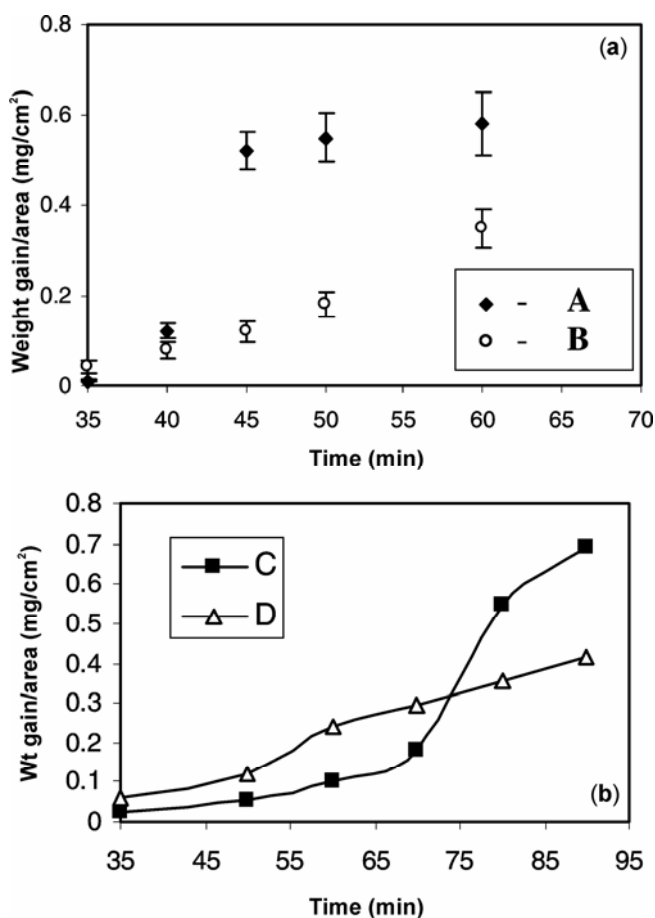 (a)
Weight gain/area (mg/cm²)
0.8
0.6
0.4
0.2
0
- A
- B
35 40 45 50 55 60 65 70
Time (min)
Wt gain/area (mg/cm²)
0.8
0.7
0.6
0.5
0.4
0.3
0.2
0.1
0
C
D
(b)
35 45 55 65 75 85 95
Time (min)